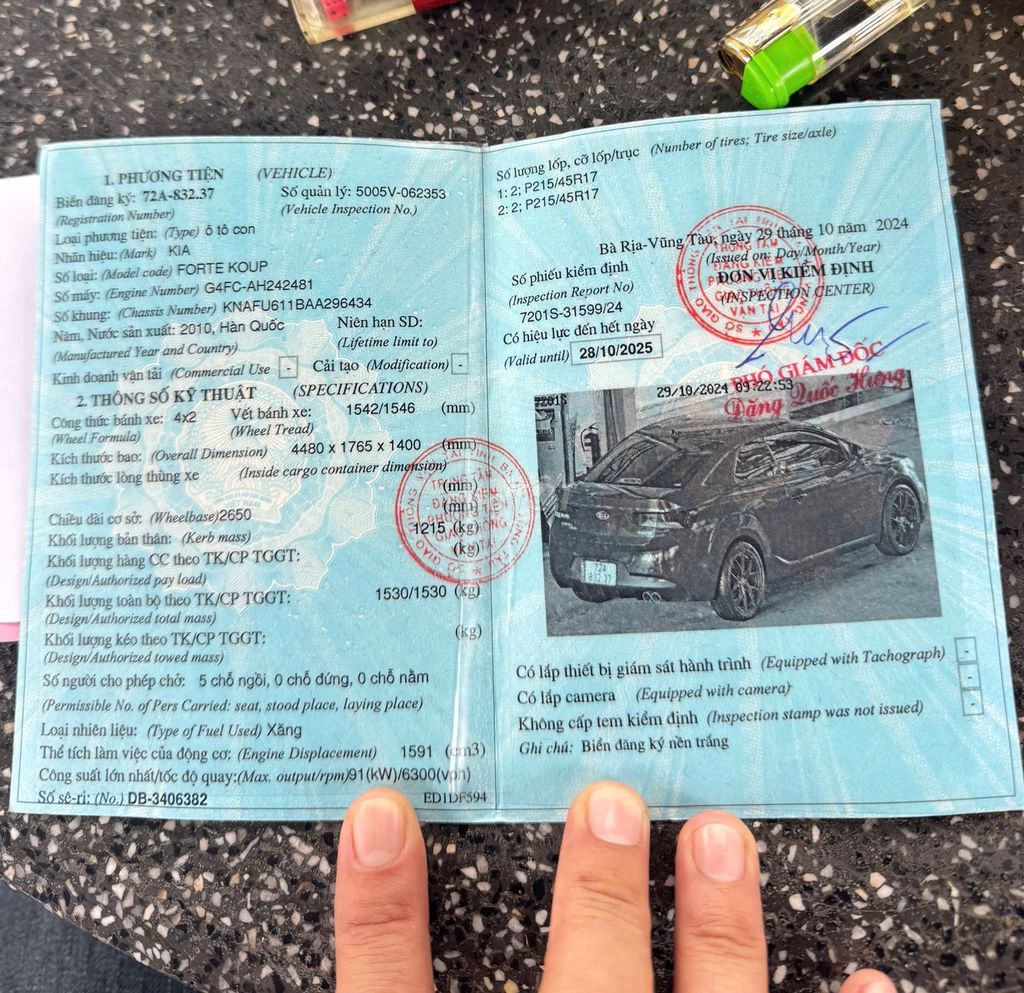 1. PHƯƠNG TIỆN (VEHICLE)
Biển đăng ký: 72A-832.37 Số quản lý: 5005V-062353
(Registration Number) (Vehicle Inspection No.)
Loại phương tiện: (Type) ô tô con
Nhãn hiệu: (Mark) KIA
Số loại: (Model code) FORTE KOUP
Số máy: (Engine Number) G4FC-AH242481
Số khung: (Chassis Number) KNAFU611BAA296434
Năm, Nước sản xuất: 2010, Hàn Quốc Niên hạn SD:
(Manufactured Year and Country) (Lifetime limit to)
Kinh doanh vận tải (Commercial Use - Cải tạo (Modification) -
2. THÔNG SỐ KỸ THUẬT (SPECIFICATIONS)
Công thức bánh xe: 4x2 Vết bánh xe: 1542/1546 (mm)
(Wheel Formula) (Wheel Tread)
Kích thước bao: (Overall Dimension) 4480 x 1765 x 1400 (mm)
Kích thước lòng thùng xe (Inside cargo container dimension)
(mm)
Chiều dài cơ sở: (Wheelbase)2650 (mm)
Khối lượng bản thân: (Kerb mass) 1215 (kg)
Khối lượng hàng CC theo TK/CP TGGT: (kg)
(Design/Authorized pay load)
Khối lượng toàn bộ theo TK/CP TGGT: 1530/1530 (kg)
(Design/Authorized total mass)
Khối lượng kéo theo TK/CP TGGT: (kg)
(Design/Authorized towed mass)
Số người cho phép chở: 5 chỗ ngồi, 0 chỗ đứng, 0 chỗ nằm
(Permissible No. of Pers Carried: seat, stood place, laying place)
Loại nhiên liệu: (Type of Fuel Used) Xăng
Thể tích làm việc của động cơ: (Engine Displacement) 1591 (cm3)
Công suất lớn nhất/tốc độ quay:(Max. output/rpm)91(kW)/6300(vph)
Số sê-ri: (No.) DB-3406382 ED1DF594
Số lượng lốp, cỡ lốp/trục (Number of tires; Tire size/axle)
1: 2; P215/45R17
2: 2; P215/45R17
Bà Rịa-Vũng Tàu, ngày 29 tháng 10 năm 2024
(Issued on: Day/Month/Year)
Số phiếu kiểm định ĐƠN VỊ KIỂM ĐỊNH
(Inspection Report No) (INSPECTION CENTER)
7201S-31599/24
Có hiệu lực đến hết ngày
(Valid until) 28/10/2025
TRUNG TÂM
ĐĂNG KIỂM
PHƯƠNG TIỆN
VẬN TẢI
PHÓ GIÁM ĐỐC
Đặng Quốc Hưng
7201S 29/10/2024 09:22:53
KIA
72A
832.37
Có lắp thiết bị giám sát hành trình (Equipped with Tachograph) -
Có lắp camera (Equipped with camera) -
Không cấp tem kiểm định (Inspection stamp was not issued) -
Ghi chú: Biển đăng ký nền trắng